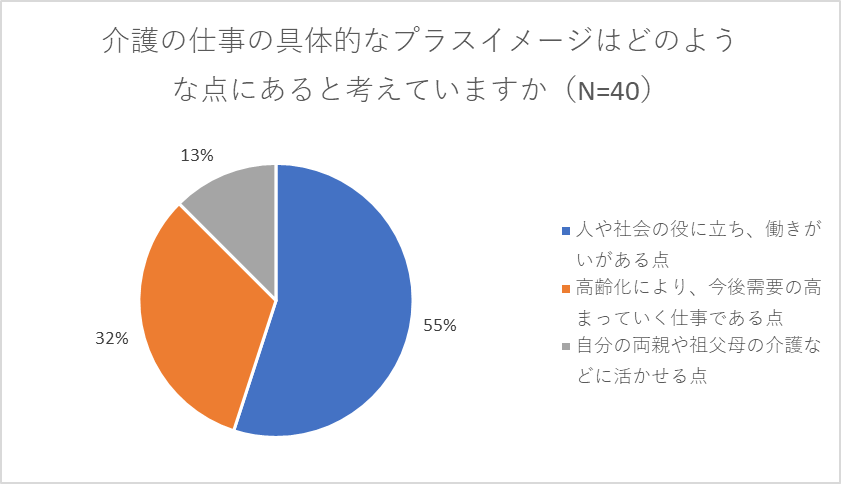 介護の仕事の具体的なプラスイメージはどのよう
な点にあると考えていますか（N=40）
13%
32%
55%
人や社会の役に立ち、働きが
いがある点
高齢化により、今後需要の高
まっていく仕事である点
自分の両親や祖父母の介護な
どに活かせる点